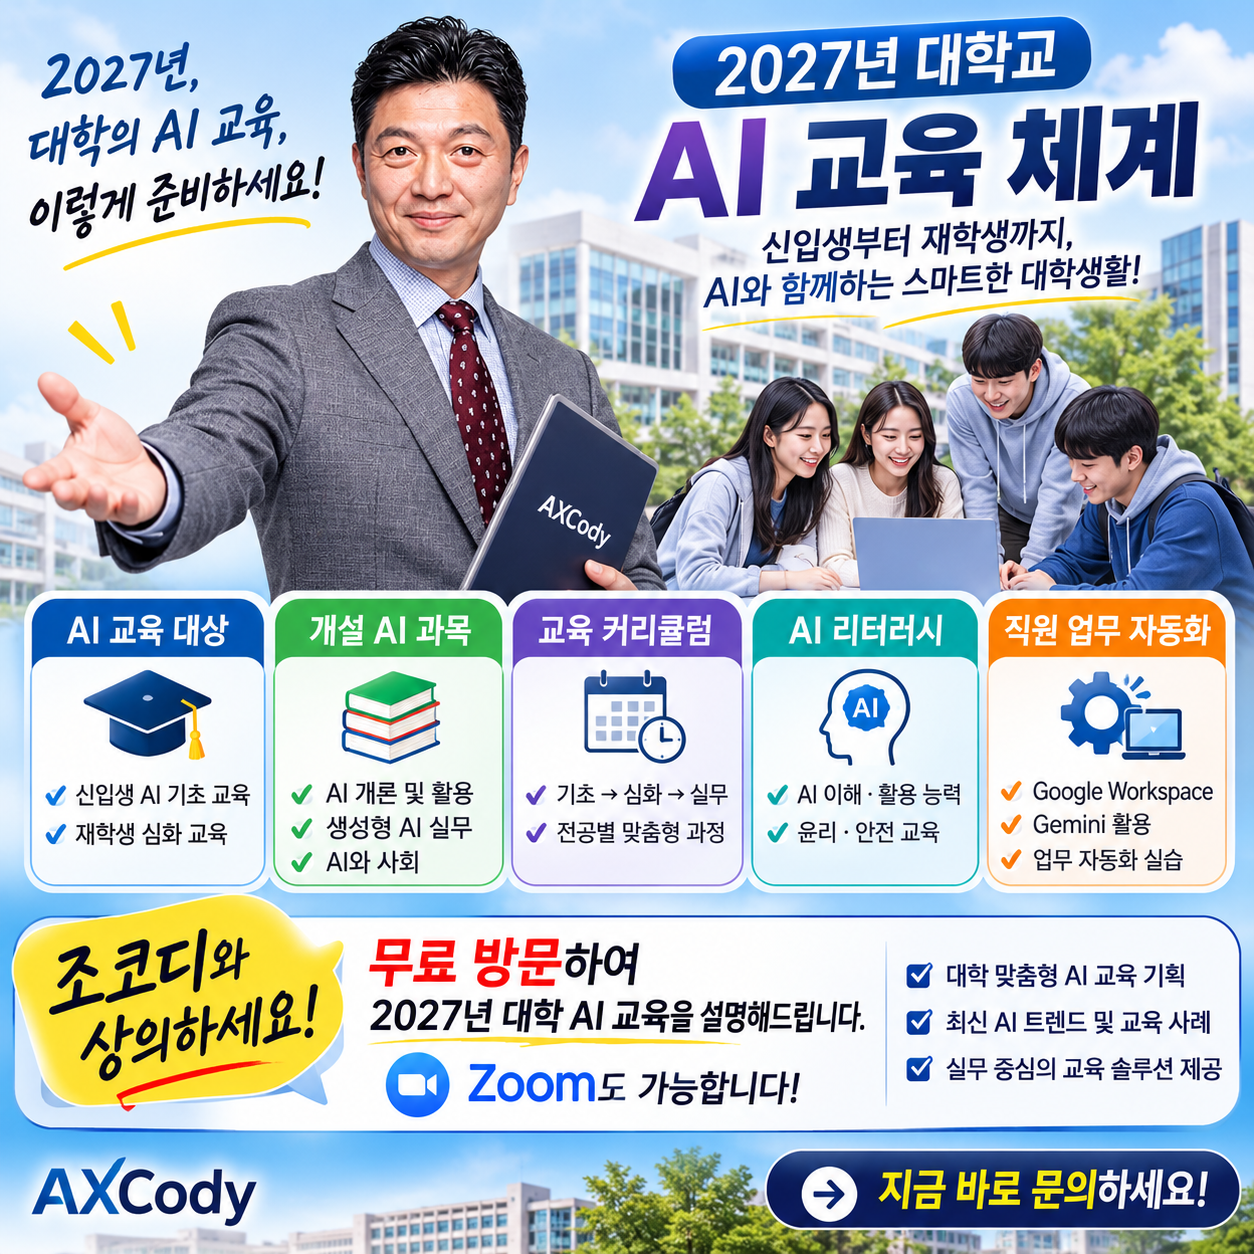 2027년,
대학의 AI 교육,
이렇게 준비하세요!
2027년 대학교
AI 교육 체계
신입생부터 재학생까지,
AI와 함께하는 스마트한 대학생활!
AXCody
AI 교육 대상
✔ 신입생 AI 기초 교육
✔ 재학생 심화 교육
개설 AI 과목
✔ AI 개론 및 활용
✔ 생성형 AI 실무
✔ AI와 사회
교육 커리큘럼
✔ 기초 → 심화 → 실무
✔ 전공별 맞춤형 과정
AI 리터러시
AI
✔ AI 이해 · 활용 능력
✔ 윤리 · 안전 교육
직원 업무 자동화
✔ Google Workspace
✔ Gemini 활용
✔ 업무 자동화 실습
조코디와
상의하세요!
무료 방문하여
2027년 대학 AI 교육을 설명해드립니다.
Zoom도 가능합니다!
대학 맞춤형 AI 교육 기획
최신 AI 트렌드 및 교육 사례
실무 중심의 교육 솔루션 제공
AXCody
지금 바로 문의하세요!